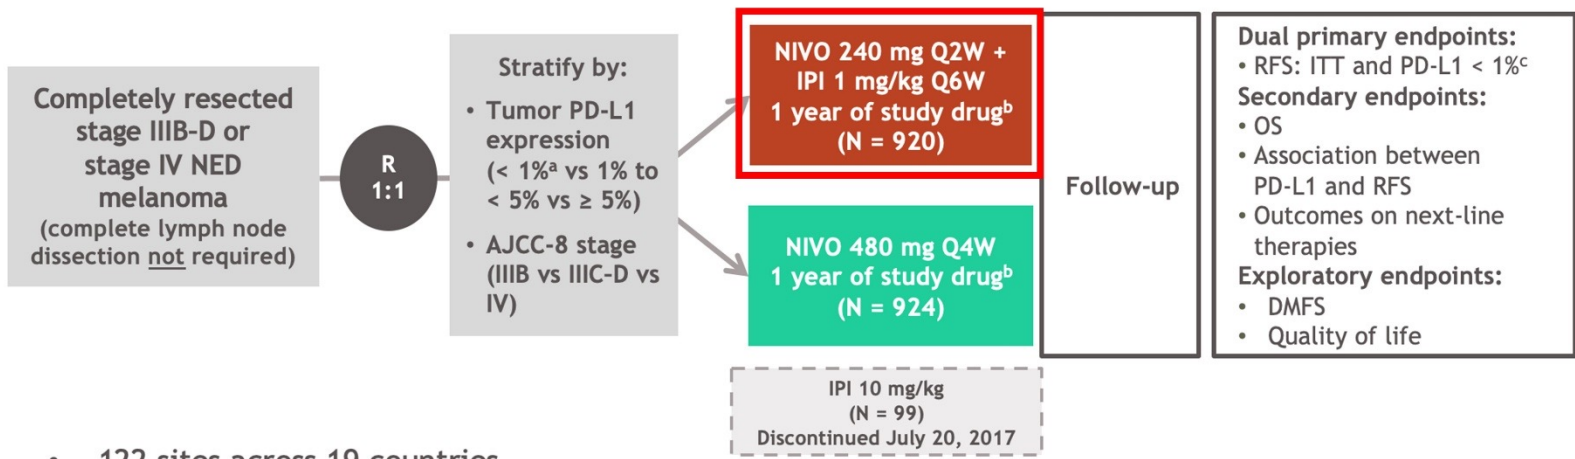 Completely resected
stage IIIB-D or
stage IV NED
melanoma
(complete lymph node
dissection not required)
R
1:1
Stratify by:
• Tumor PD-L1
expression
(< 1%ᵃ vs 1% to
< 5% vs ≥ 5%)
• AJCC-8 stage
(IIIB vs IIIC-D vs
IV)
NIVO 240 mg Q2W +
IPI 1 mg/kg Q6W
1 year of study drugᵇ
(N = 920)
NIVO 480 mg Q4W
1 year of study drugᵇ
(N = 924)
IPI 10 mg/kg
(N = 99)
Discontinued July 20, 2017
Follow-up
Dual primary endpoints:
• RFS: ITT and PD-L1 < 1%ᶜ
Secondary endpoints:
• OS
• Association between
PD-L1 and RFS
• Outcomes on next-line
therapies
Exploratory endpoints:
• DMFS
• Quality of life
sites across 19 countries